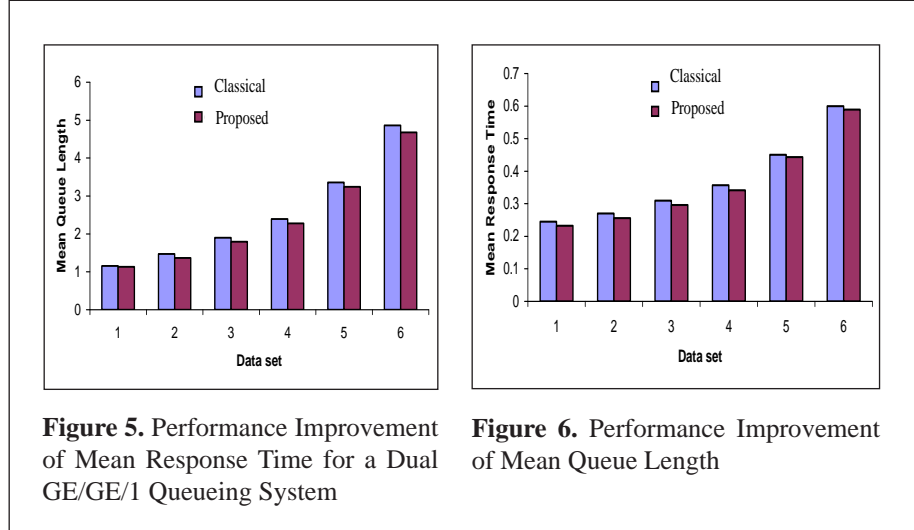 6
5
4
3
2
1
0
Mean Queue Length
Classical
Proposed
1 2 3 4 5 6
Data set
0.7
0.6
0.5
0.4
0.3
0.2
0.1
0
Mean Response Time
Classical
Proposed
1 2 3 4 5 6
Data set
Figure 5. Performance Improvement
of Mean Response Time for a Dual
GE/GE/1 Queueing System
Figure 6. Performance Improvement
of Mean Queue Length